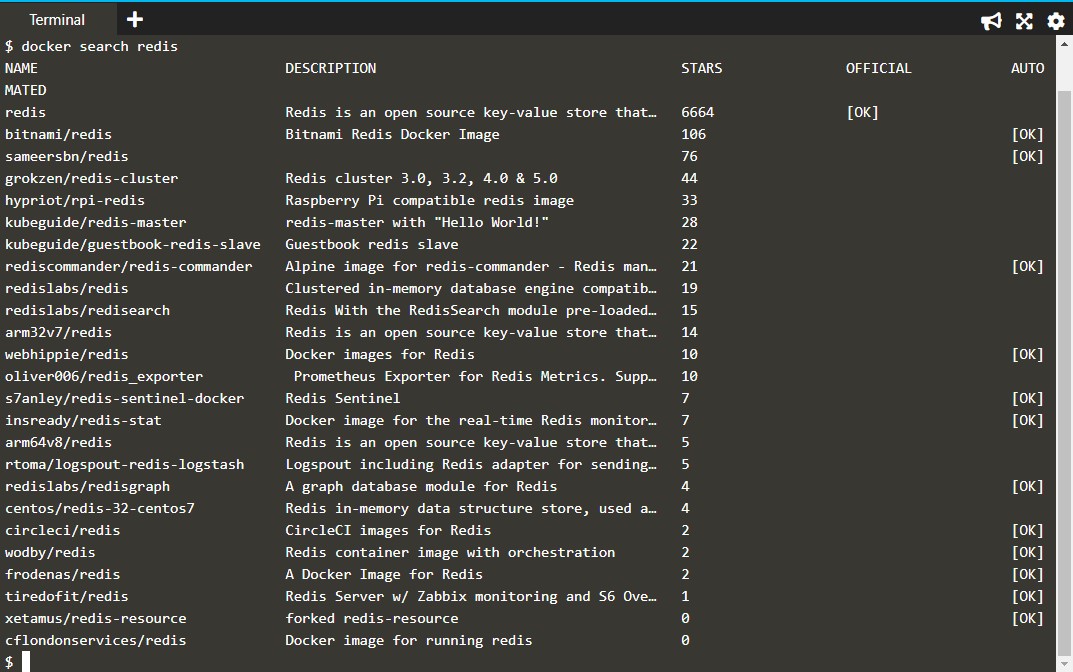 Terminal
$ docker search redis
NAME DESCRIPTION STARS OFFICIAL AUTO
MATED
redis Redis is an open source key-value store that… 6664 [OK]
bitnami/redis Bitnami Redis Docker Image 106 [OK]
sameersbn/redis 76 [OK]
grokzen/redis-cluster Redis cluster 3.0, 3.2, 4.0 & 5.0 44
hypriot/rpi-redis Raspberry Pi compatible redis image 33
kubeguide/redis-master redis-master with "Hello World!" 28
kubeguide/guestbook-redis-slave Guestbook redis slave 22
rediscommander/redis-commander Alpine image for redis-commander - Redis man… 21 [OK]
redislabs/redis Clustered in-memory database engine compatib… 19
redislabs/redisearch Redis With the RedisSearch module pre-loaded… 15
arm32v7/redis Redis is an open source key-value store that… 14
webhippie/redis Docker images for Redis 10 [OK]
oliver006/redis_exporter Prometheus Exporter for Redis Metrics. Supp… 10
s7anley/redis-sentinel-docker Redis Sentinel 7 [OK]
insready/redis-stat Docker image for the real-time Redis monitor… 7 [OK]
arm64v8/redis Redis is an open source key-value store that… 5
rtoma/logspout-redis-logstash Logspout including Redis adapter for sending… 5
redislabs/redisgraph A graph database module for Redis 4 [OK]
centos/redis-32-centos7 Redis in-memory data structure store, used a… 4
circleci/redis CircleCI images for Redis 2 [OK]
wodby/redis Redis container image with orchestration 2 [OK]
frodenas/redis A Docker Image for Redis 2 [OK]
tiredofit/redis Redis Server w/ Zabbix monitoring and S6 Ove… 1 [OK]
xetamus/redis-resource forked redis-resource 0 [OK]
cflondonservices/redis Docker image for running redis 0
$